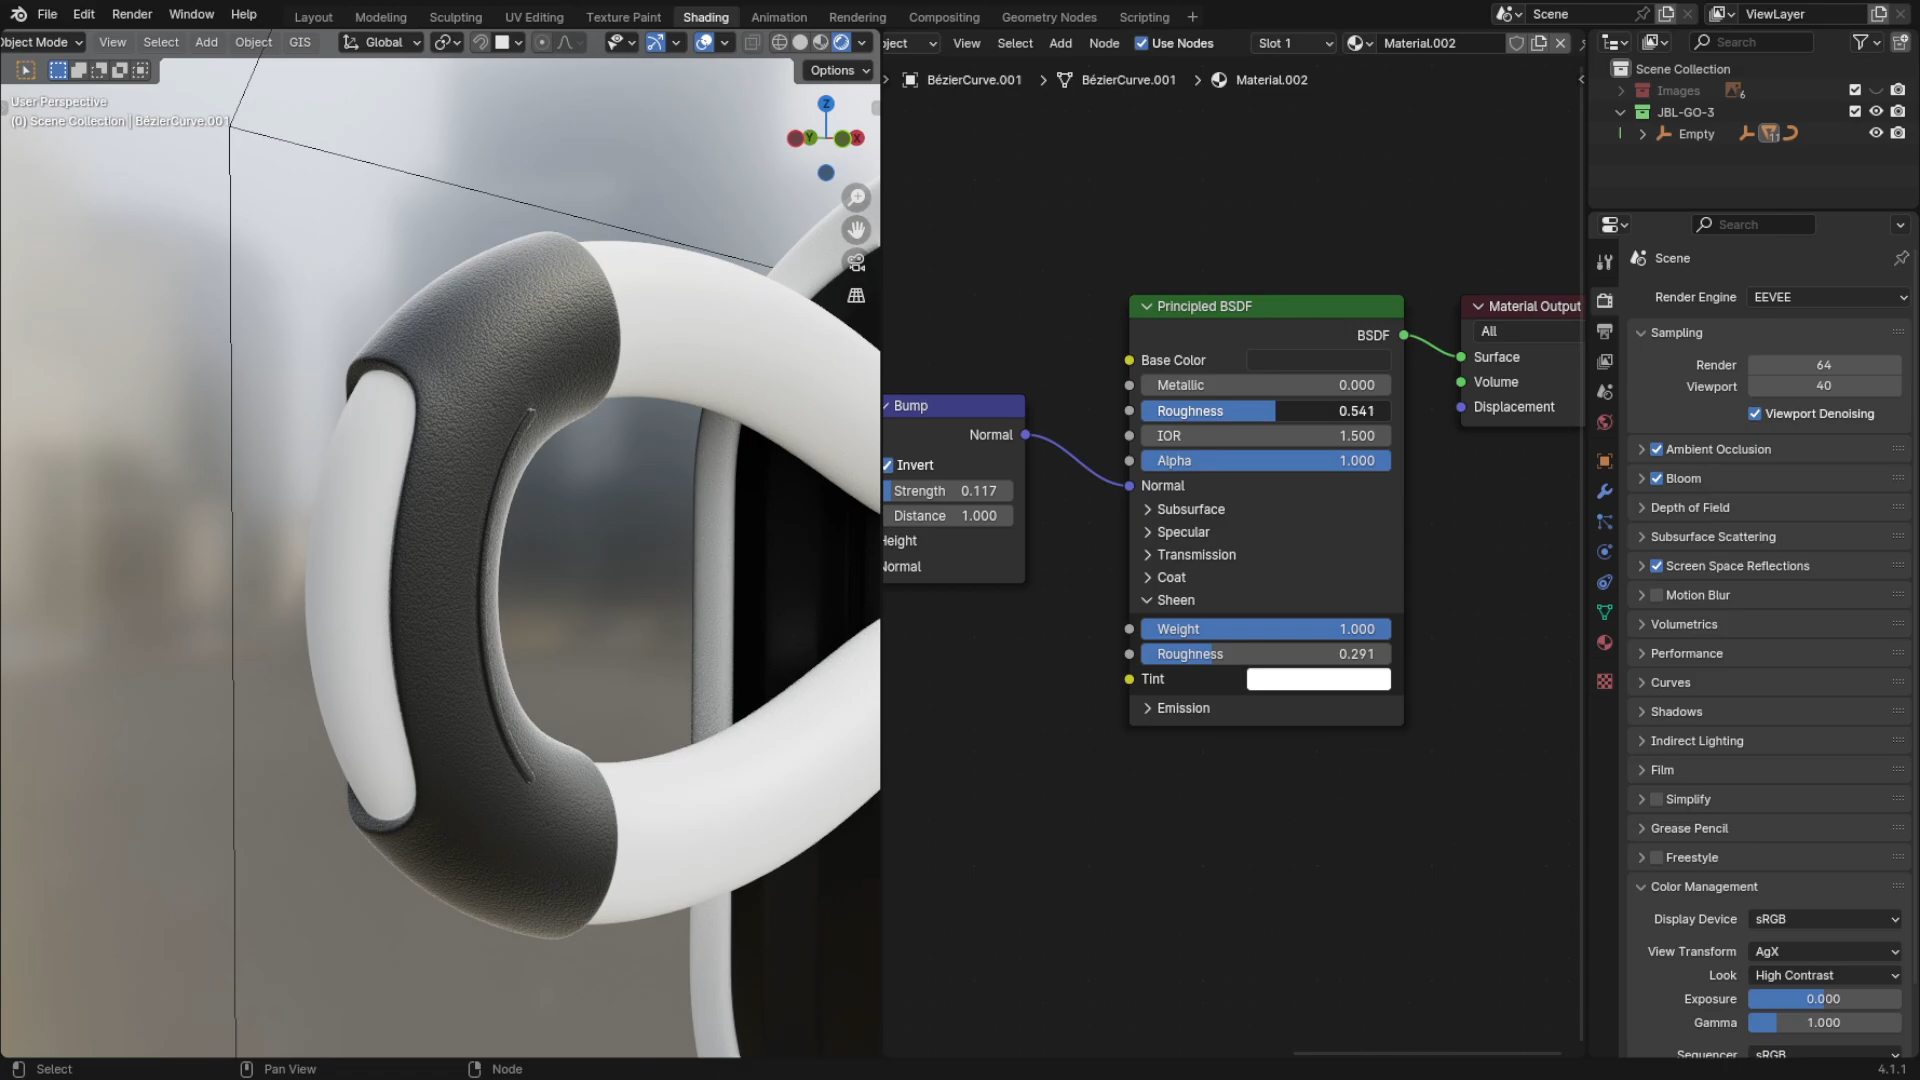 File Edit Render Window Help Layout Modeling Sculpting UV Editing Texture Paint Shading Animation Rendering Compositing Geometry Nodes Scripting + Scene ViewLayer
bject Mode View Select Add Object GIS Global ject View Select Add Node Use Nodes Slot 1 Material.002 Search
Options BézierCurve.001 BézierCurve.001 Material.002 Scene Collection
Images 6
JBL-GO-3
Empty 11
User Perspective
(0) Scene Collection | BézierCurve.001
Z
Y X
Search
Scene
Render Engine EEVEE
Sampling
Render 64
Viewport 40
Viewport Denoising
Ambient Occlusion
Bloom
Depth of Field
Subsurface Scattering
Screen Space Reflections
Motion Blur
Volumetrics
Performance
Curves
Shadows
Indirect Lighting
Film
Simplify
Grease Pencil
Freestyle
Color Management
Display Device sRGB
View Transform AgX
Look High Contrast
Exposure 0.000
Gamma 1.000
Sequencer sRGB
Bump
Normal
Invert
Strength 0.117
Distance 1.000
Height
Normal
Principled BSDF
BSDF
Base Color
Metallic 0.000
Roughness 0.541
IOR 1.500
Alpha 1.000
Normal
Subsurface
Specular
Transmission
Coat
Sheen
Weight 1.000
Roughness 0.291
Tint
Emission
Material Output
All
Surface
Volume
Displacement
Select Pan View Node 4.1.1